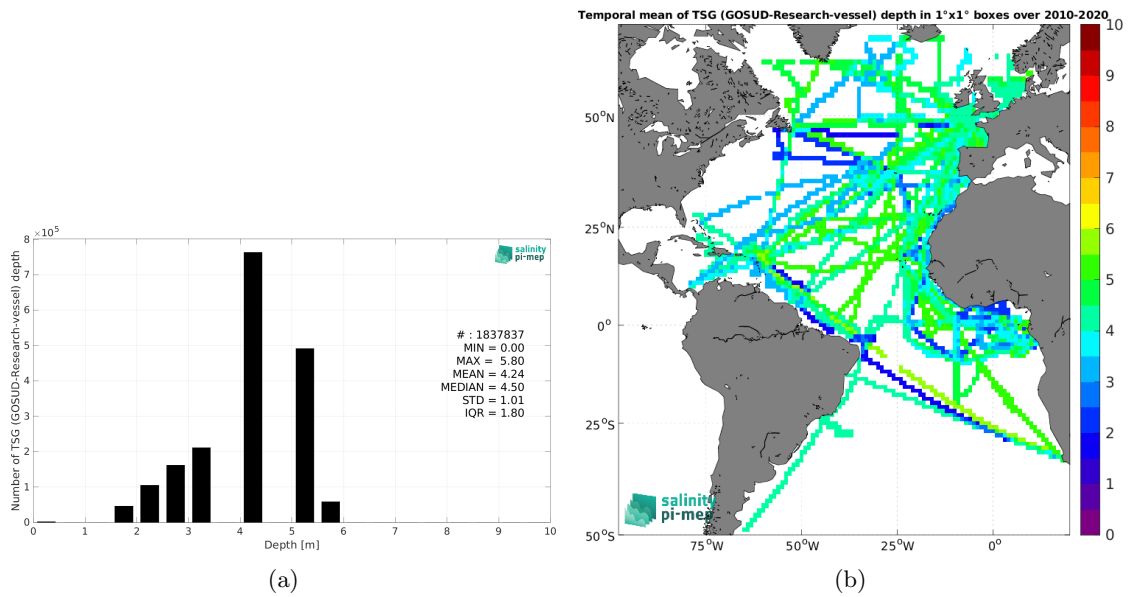 Temporal mean of TSG (GOSUD-Research-vessel) depth in 1°x1° boxes over 2010-2020
×10⁵
8
7
6
5
4
3
2
1
0
Number of TSG (GOSUD-Research-vessel) depth
salinity
pi-mep
# : 1837837
MIN = 0.00
MAX = 5.80
MEAN = 4.24
MEDIAN = 4.50
STD = 1.01
IQR = 1.80
0 1 2 3 4 5 6 7 8 9 10
Depth [m]
(a)
50°N
25°N
0°
25°S
50°S
75°W 50°W 25°W 0°
salinity
pi-mep
10
9
8
7
6
5
4
3
2
1
0
(b)